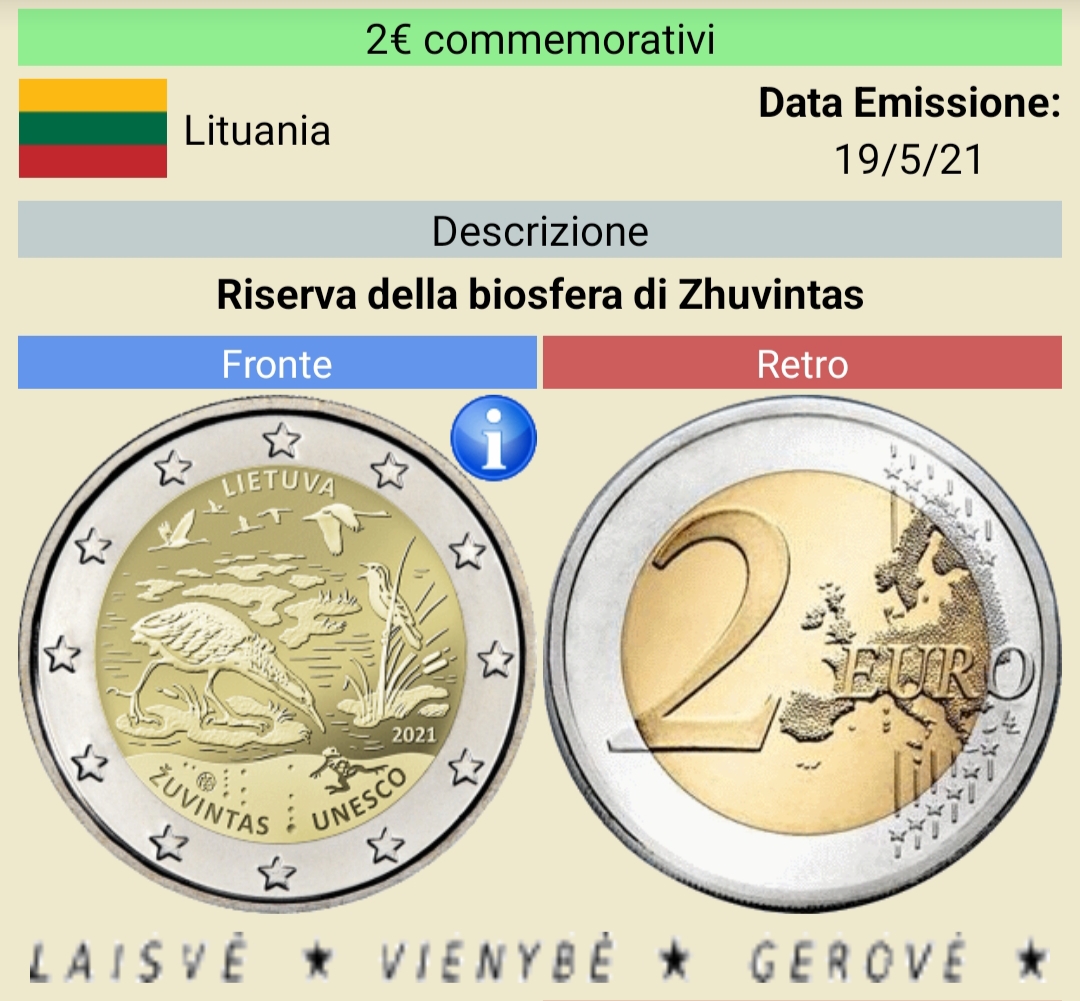 2€ commemorativi
Lituania
Data Emissione:
19/5/21
Descrizione
Riserva della biosfera di Zhuvintas
Fronte
Retro
i
LIETUVA
2021
ŽUVINTAS
UNESCO
2 EURO
LAISVĖ ★ VIENYBĖ ★ GEROVĖ ★